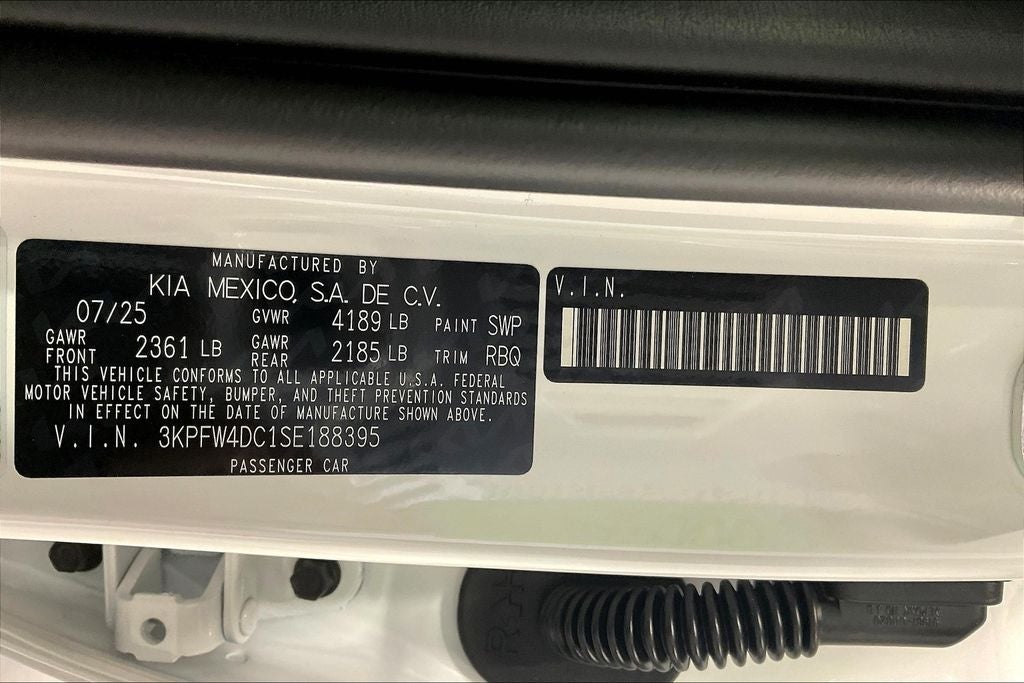 MANUFACTURED BY
KIA MEXICO, S.A. DE C.V.
07/25 GVWR 4189 LB PAINT SWP
GAWR FRONT 2361 LB GAWR REAR 2185 LB TRIM RBQ
THIS VEHICLE CONFORMS TO ALL APPLICABLE U.S.A. FEDERAL
MOTOR VEHICLE SAFETY, BUMPER, AND THEFT PREVENTION STANDARDS
IN EFFECT ON THE DATE OF MANUFACTURE SHOWN ABOVE.
V.I.N. 3KPFW4DC1SE188395
PASSENGER CAR
V.I.N.